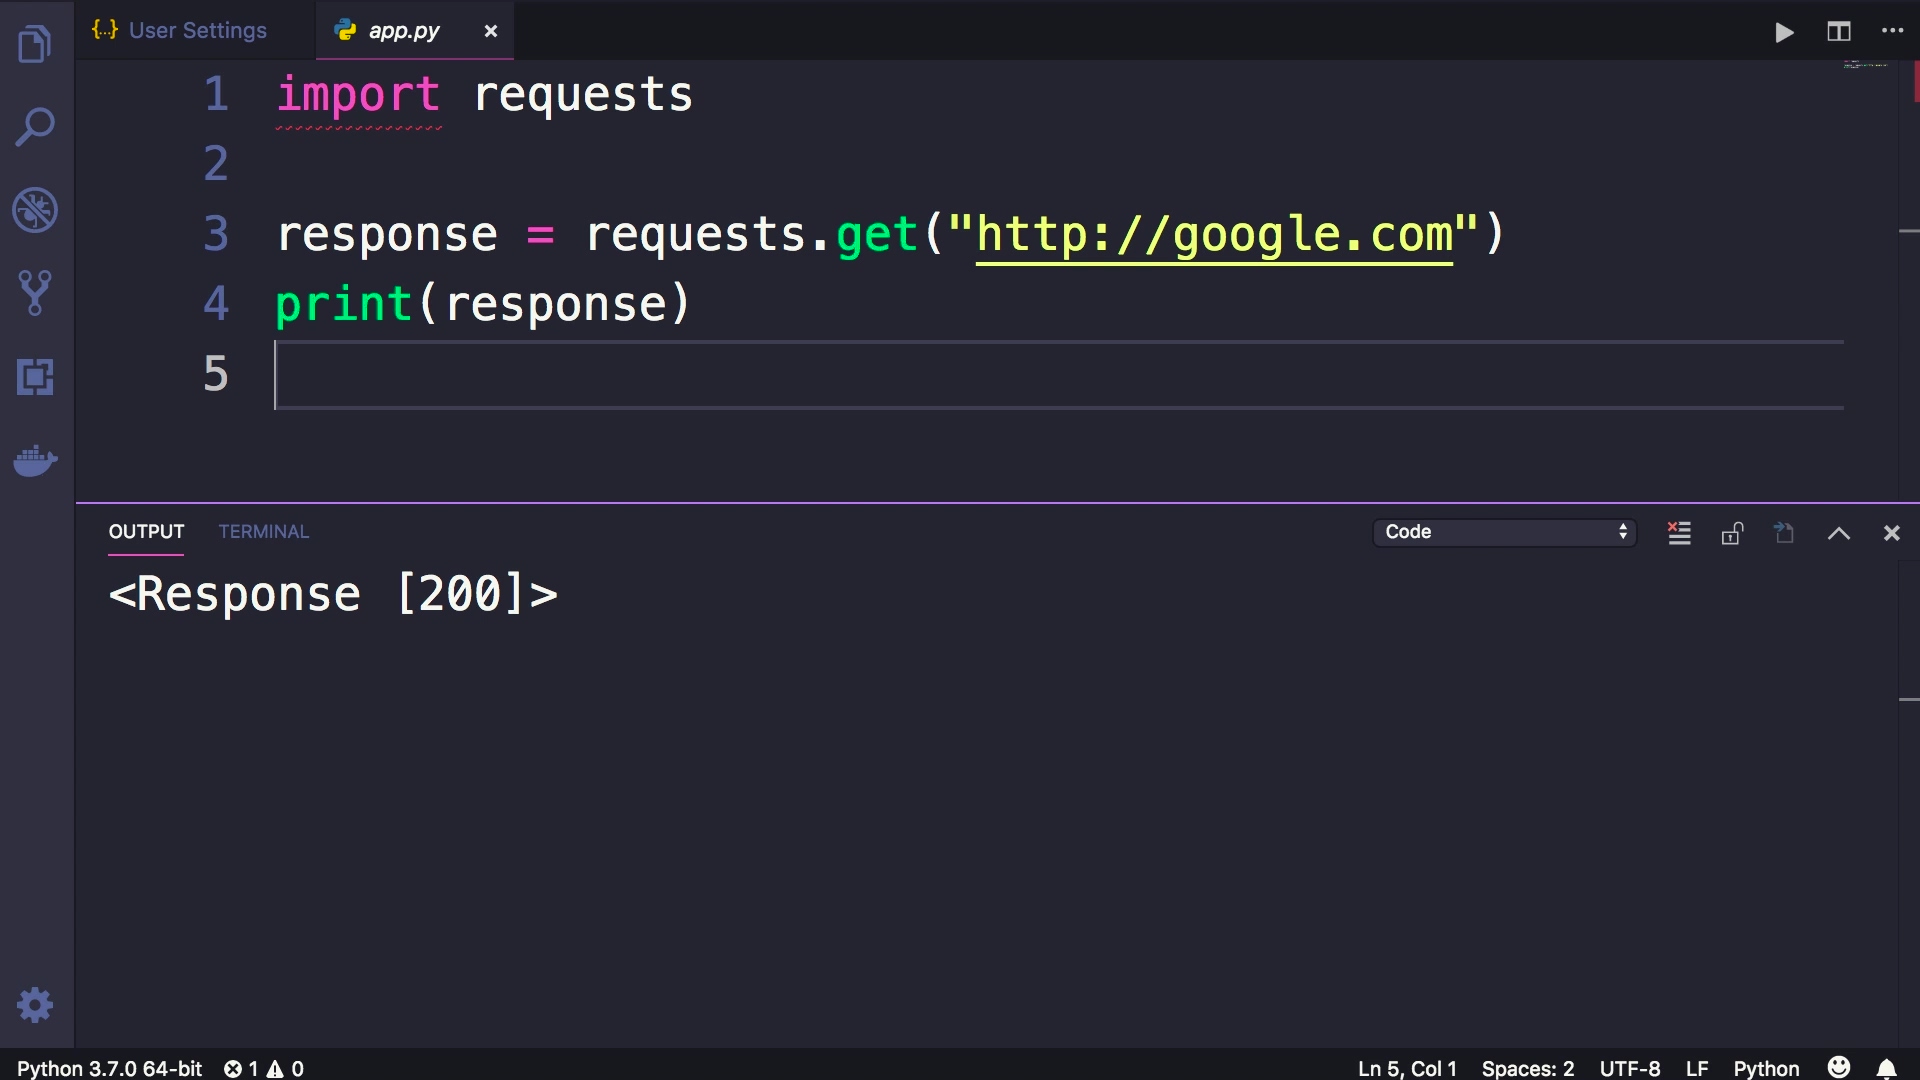 {..} User Settings
app.py ×
1 import requests
2
3 response = requests.get("http://google.com")
4 print(response)
5
OUTPUT TERMINAL
Code
<Response [200]>
Python 3.7.0 64-bit 1 0
Ln 5, Col 1 Spaces: 2 UTF-8 LF Python